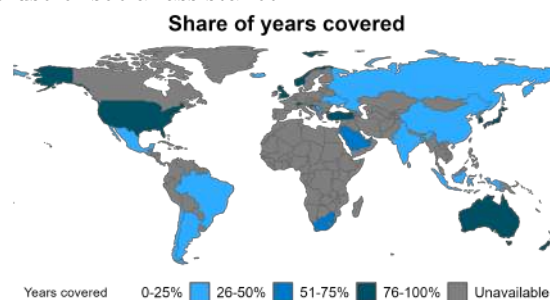 Share of years covered
Years covered 0-25% 26-50% 51-75% 76-100% Unavailable